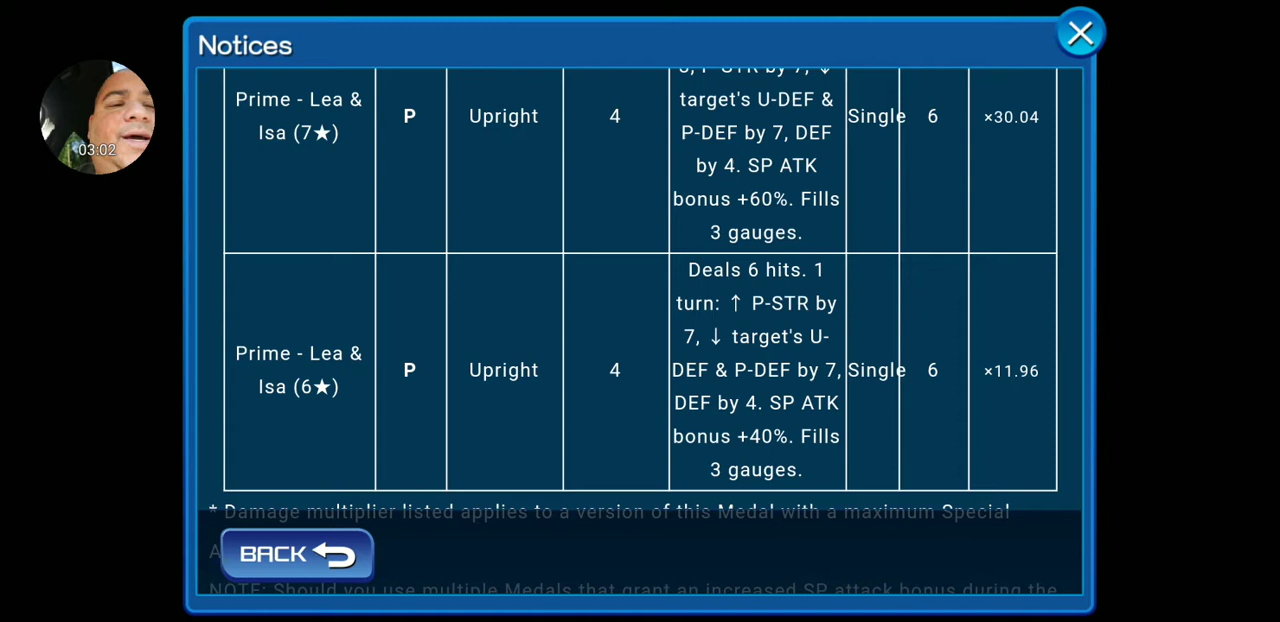 Notices
target's U-DEF &
Prime - Lea &
Isa (7★)
P
Upright
4
P-DEF by 7, DEF
by 4. SP ATK
bonus +60%. Fills
3 gauges.
Single
6
×30.04
03:02
Prime - Lea &
Isa (6★)
P
Upright
4
Deals 6 hits. 1
turn: ↑ P-STR by
7, ↓ target's U-
DEF & P-DEF by 7,
DEF by 4. SP ATK
bonus +40%. Fills
3 gauges.
Single
6
×11.96
* Damage multiplier listed applies to a version of this Medal with a maximum Special
A
BACK
NOTE: Should you use multiple Medals that grant an increased SP attack bonus during the